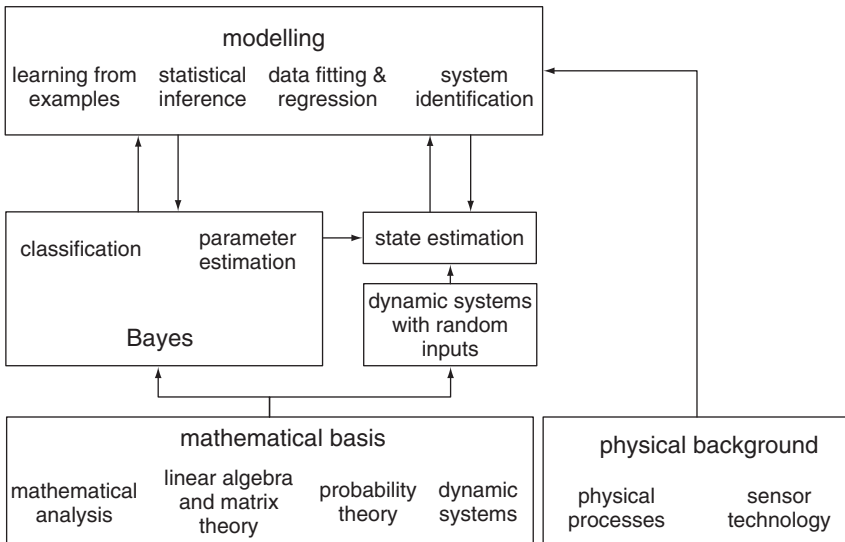 modelling
learning from
examples
statistical
inference
data fitting &
regression
system
identification
classification
parameter
estimation
Bayes
state estimation
dynamic systems
with random
inputs
mathematical basis
mathematical
analysis
linear algebra
and matrix
theory
probability
theory
dynamic
systems
physical background
physical
processes
sensor
technology